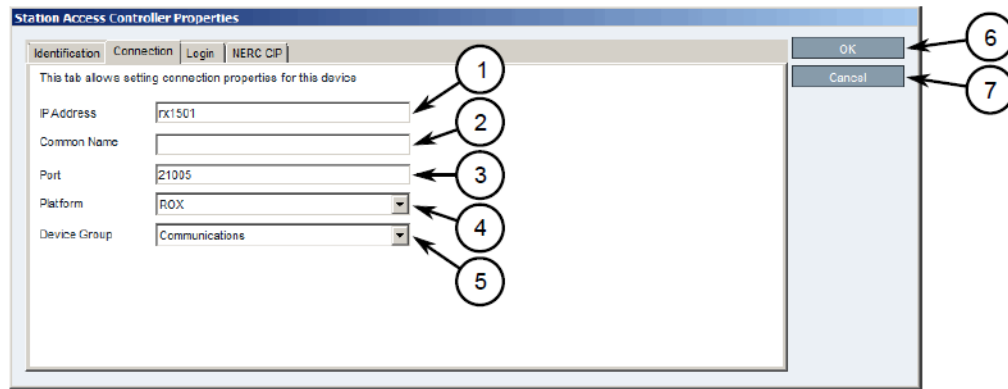 Station Access Controller Properties
Identification Connection Login NERC CIP
OK
6
This tab allows setting connection properties for this device
1
Cancel
7
IP Address rx1501
Common Name
2
Port 21005
3
Platform ROX
4
Device Group Communications
5